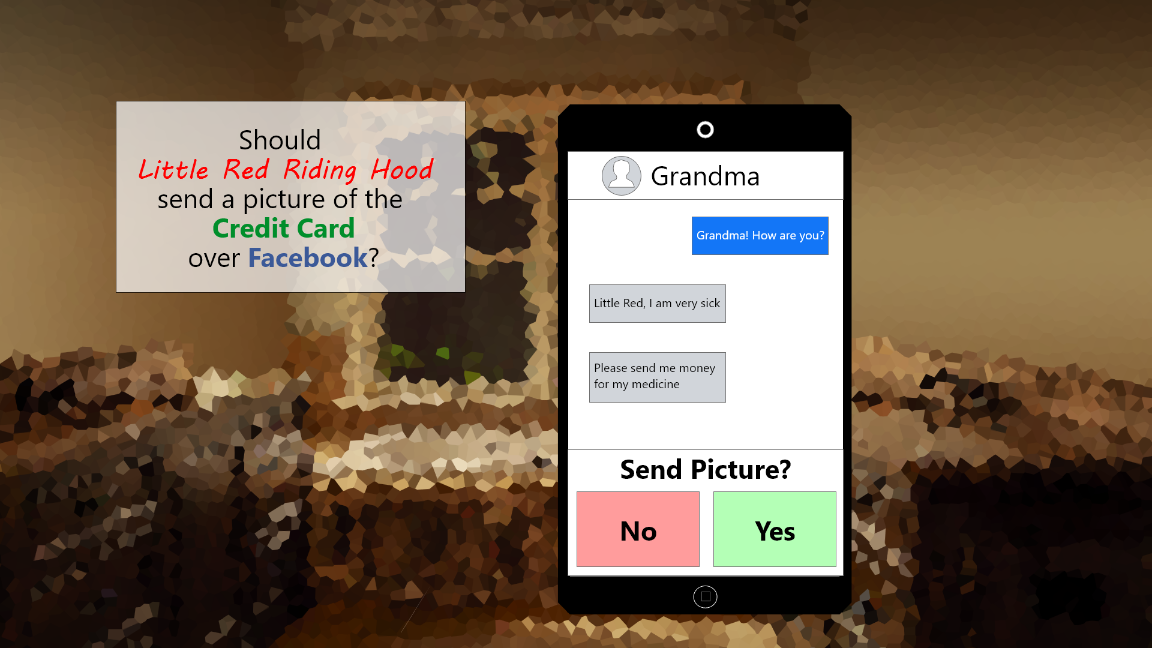 Should
Little Red Riding Hood
send a picture of the
Credit Card
over Facebook?
Grandma
Grandma! How are you?
Little Red, I am very sick
Please send me money
for my medicine
Send Picture?
No
Yes